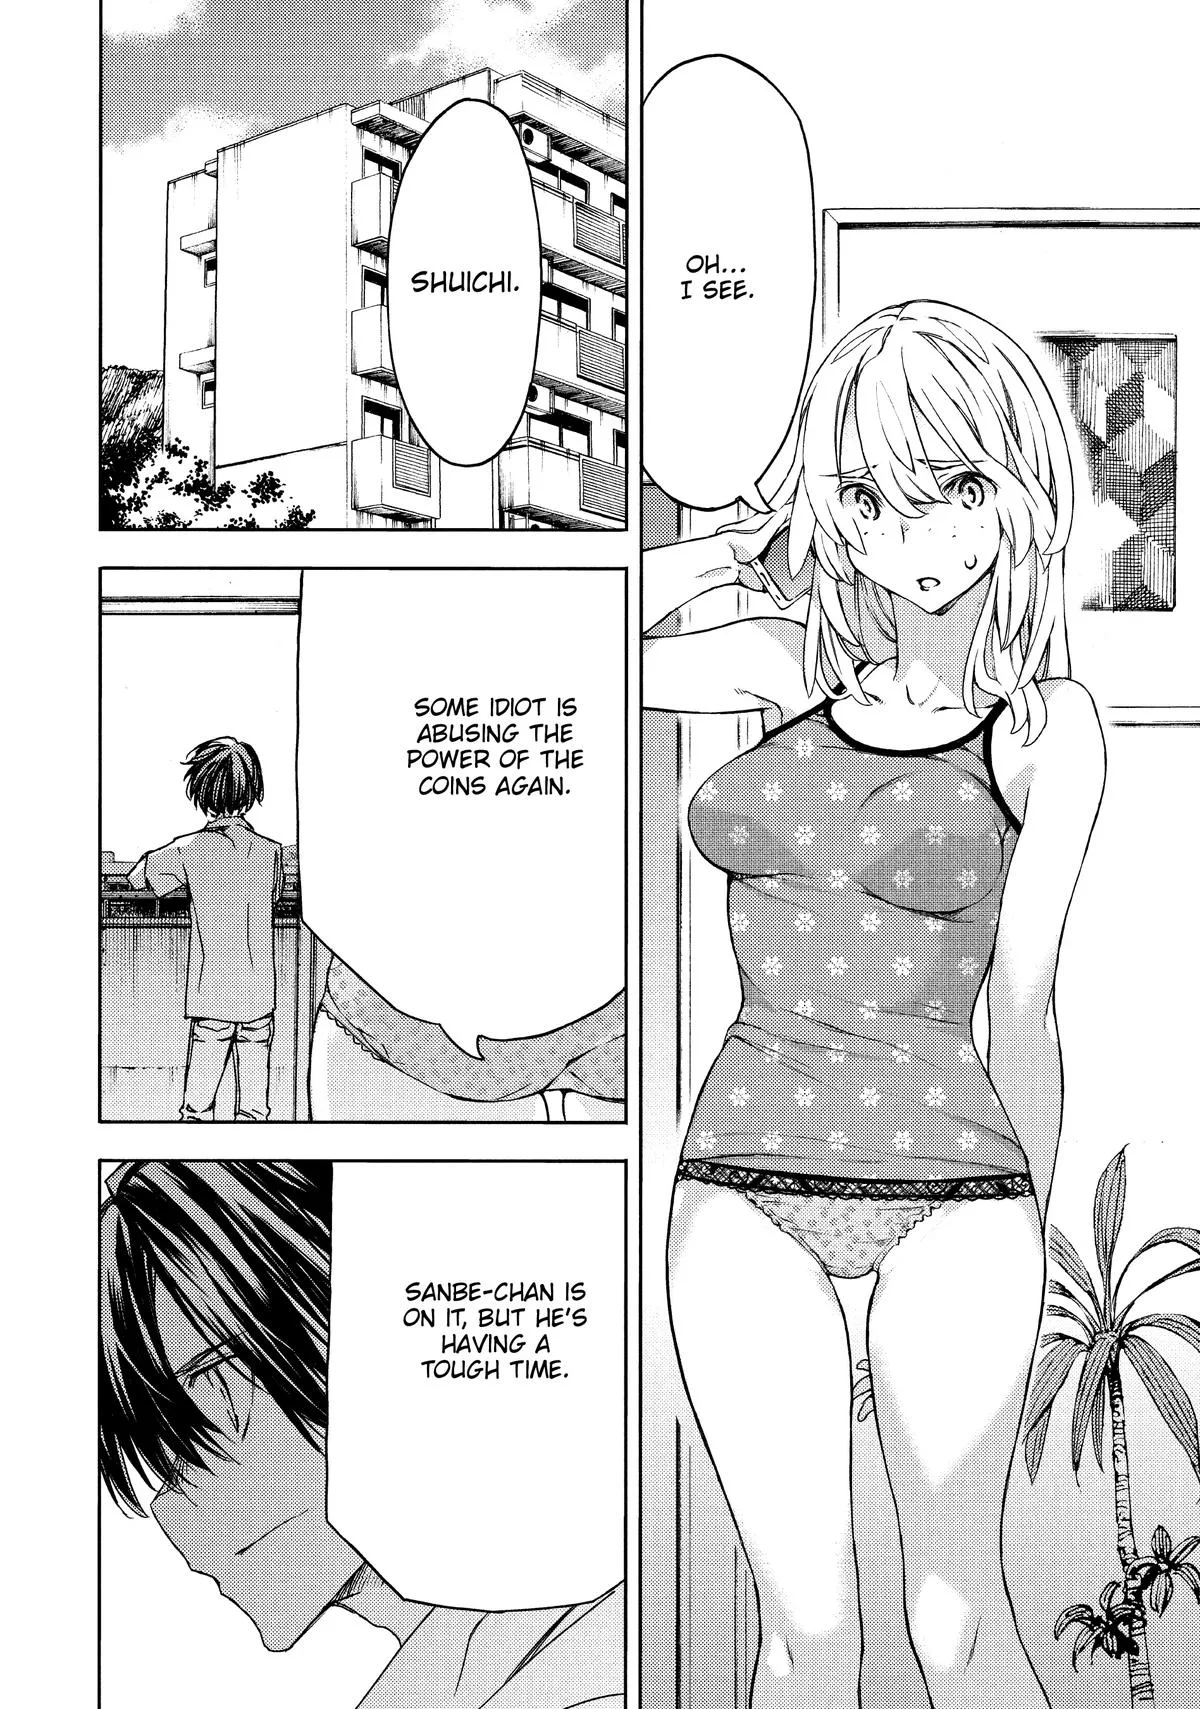 OH...
I SEE.
SHUICHI.
SOME IDIOT IS
ABUSING THE
POWER OF THE
COINS AGAIN.
SANBE-CHAN IS
ON IT, BUT HE'S
HAVING A
TOUGH TIME.